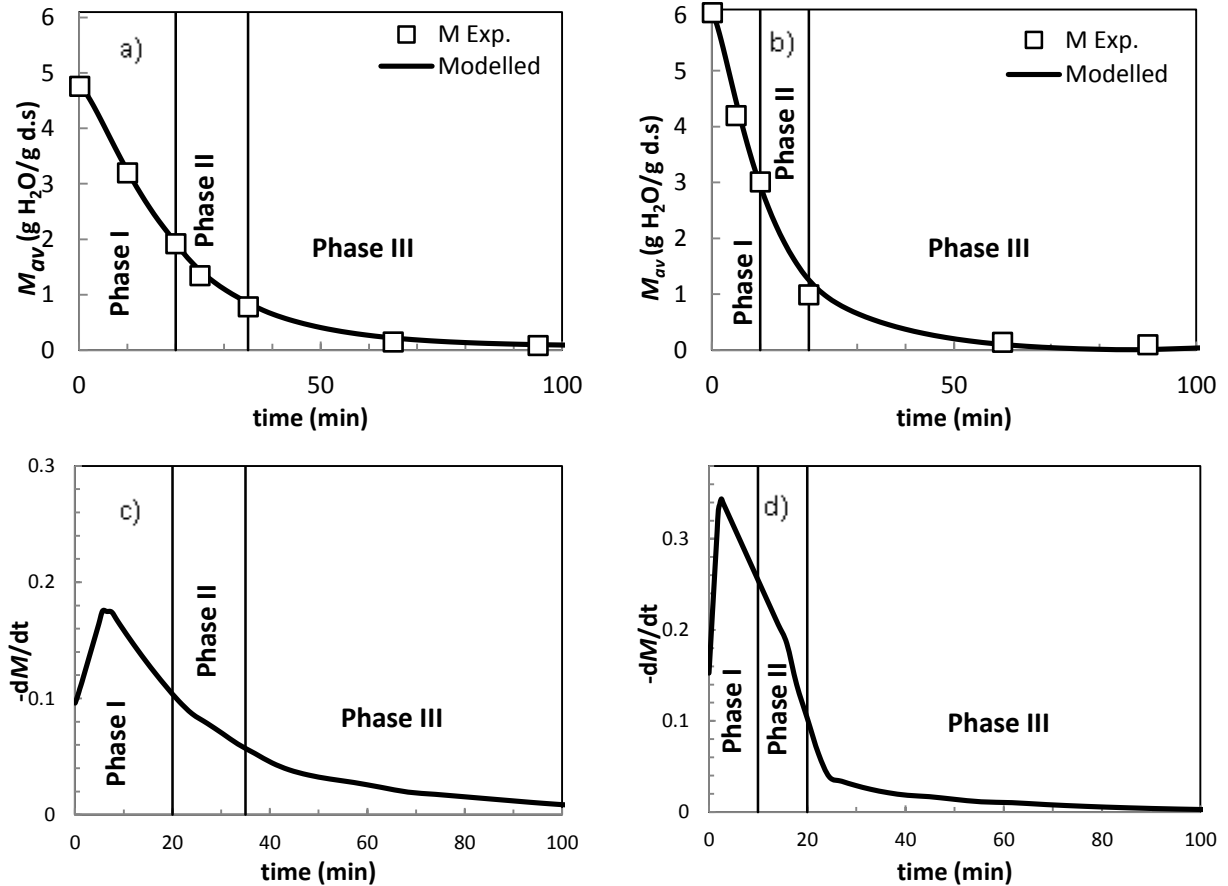 a)
M Exp.
Modelled
6
5
4
3
2
1
0
M_av (g H₂O/g d.s)
Phase I
Phase II
Phase III
0
50
100
time (min)
b)
M Exp.
Modelled
6
5
4
3
2
1
0
M_av (g H₂O/g d.s)
Phase I
Phase II
Phase III
0
50
100
time (min)
c)
0.3
0.2
0.1
0
-dM/dt
Phase I
Phase II
Phase III
0
20
40
60
80
100
time (min)
d)
0.3
0.2
0.1
0
-dM/dt
Phase I
Phase II
Phase III
0
20
40
60
80
100
time (min)